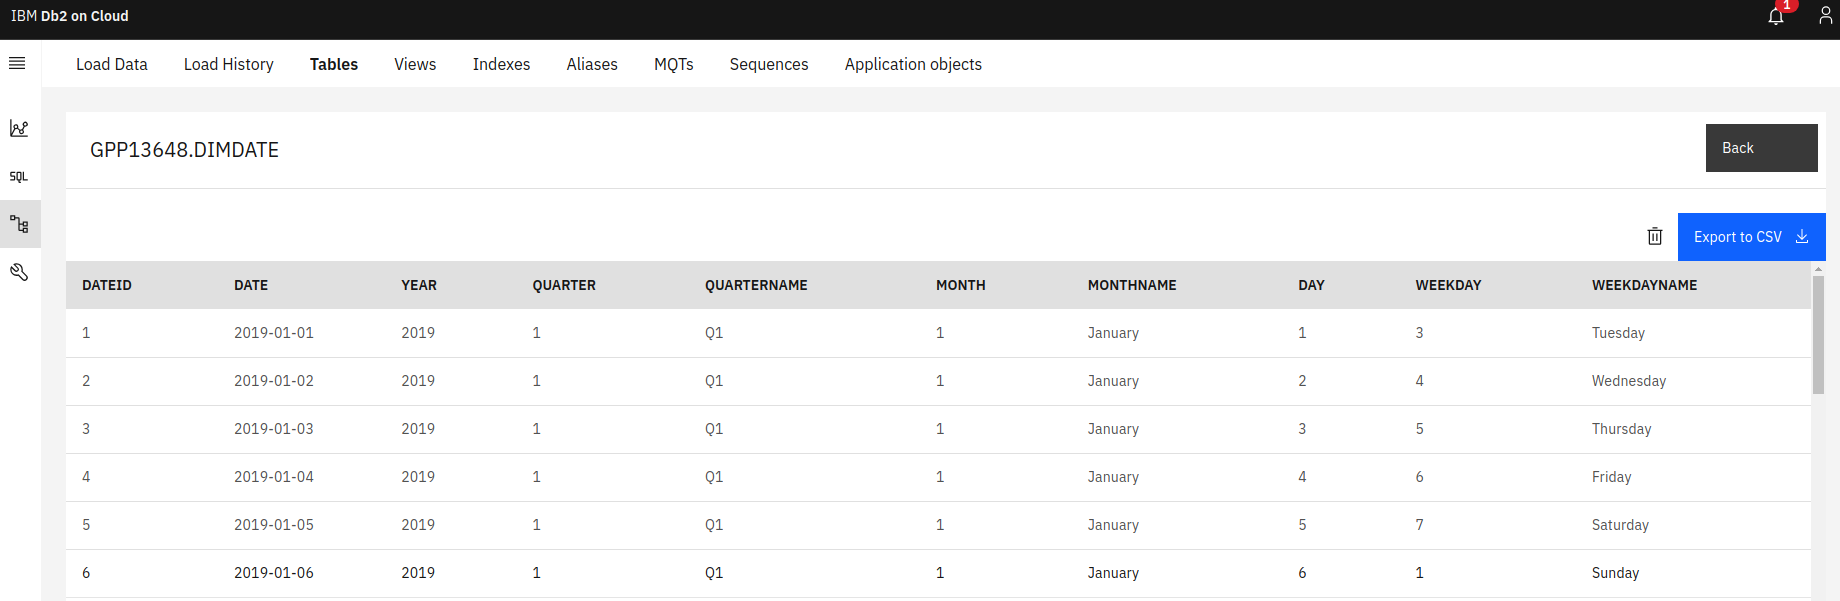 IBM Db2 on Cloud
1
Load Data Load History Tables Views Indexes Aliases MQTs Sequences Application objects
GPP13648.DIMDATE
Back
SQL
Export to CSV
DATEID DATE YEAR QUARTER QUARTERNAME MONTH MONTHNAME DAY WEEKDAY WEEKDAYNAME
1 2019-01-01 2019 1 Q1 1 January 1 3 Tuesday
2 2019-01-02 2019 1 Q1 1 January 2 4 Wednesday
3 2019-01-03 2019 1 Q1 1 January 3 5 Thursday
4 2019-01-04 2019 1 Q1 1 January 4 6 Friday
5 2019-01-05 2019 1 Q1 1 January 5 7 Saturday
6 2019-01-06 2019 1 Q1 1 January 6 1 Sunday